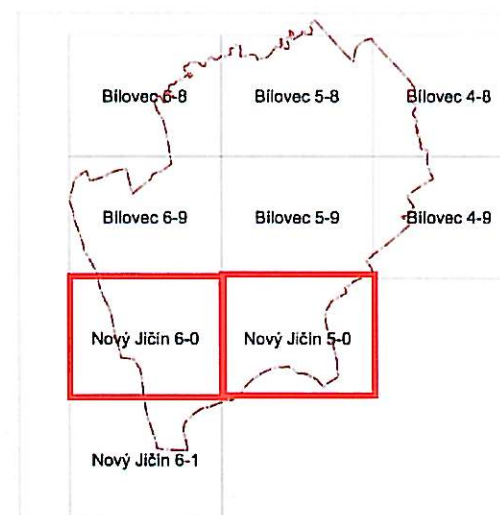 Bílovec 6-8 Bílovec 5-8 Bílovec 4-8
Bílovec 6-9 Bílovec 5-9 Bílovec 4-9
Nový Jičín 6-0 Nový Jičín 5-0
Nový Jičín 6-1